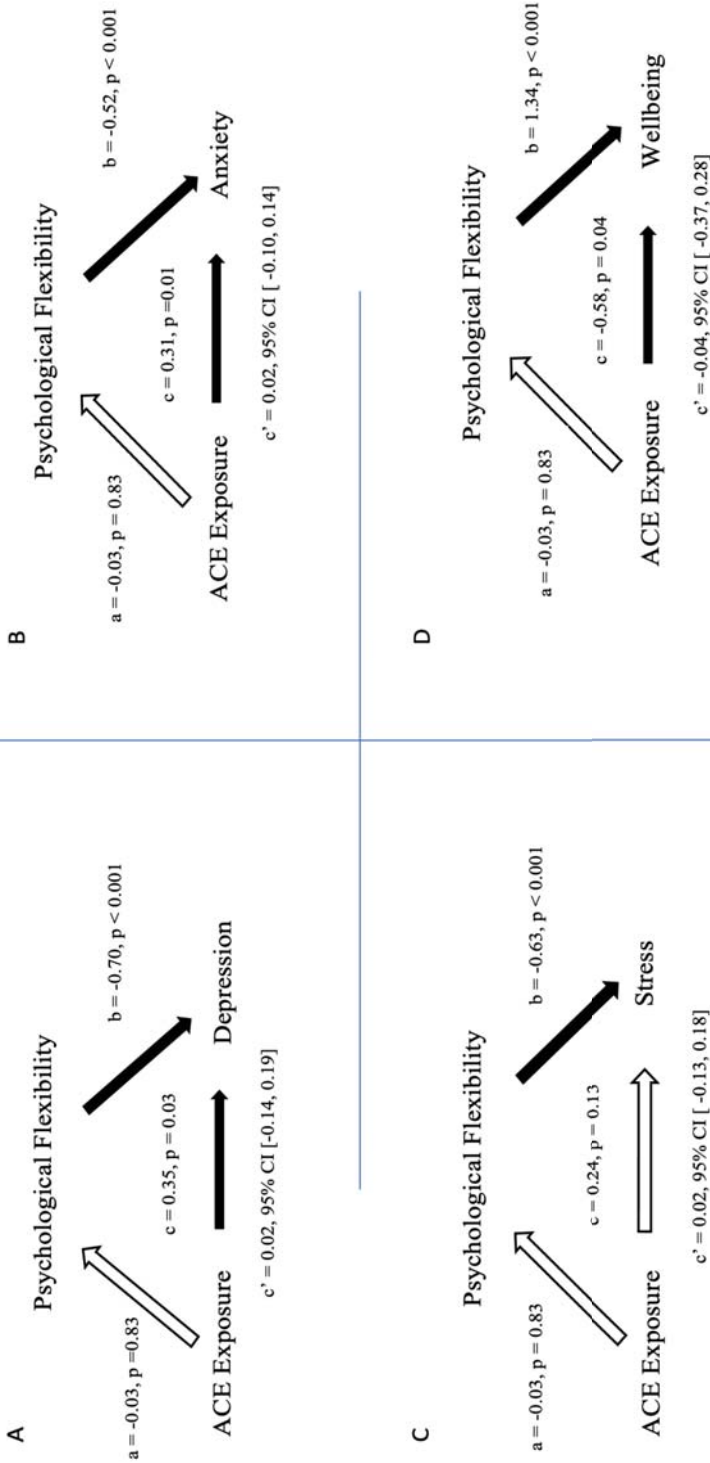 A
Psychological Flexibility
a = -0.03, p =0.83
b = -0.70, p < 0.001
c = 0.35, p = 0.03
ACE Exposure
Depression
c’ = 0.02, 95% CI [-0.14, 0.19]
B
Psychological Flexibility
a = -0.03, p = 0.83
b = -0.52, p < 0.001
c = 0.31, p =0.01
ACE Exposure
Anxiety
c’ = 0.02, 95% CI [ -0.10, 0.14]
C
Psychological Flexibility
a = -0.03, p = 0.83
b = -0.63, p < 0.001
c = 0.24, p = 0.13
ACE Exposure
Stress
c’ = 0.02, 95% CI [ -0.13, 0.18]
D
Psychological Flexibility
a = -0.03, p = 0.83
b = 1.34, p < 0.001
c = -0.58, p = 0.04
ACE Exposure
Wellbeing
c’ = -0.04, 95% CI [ -0.37, 0.28]